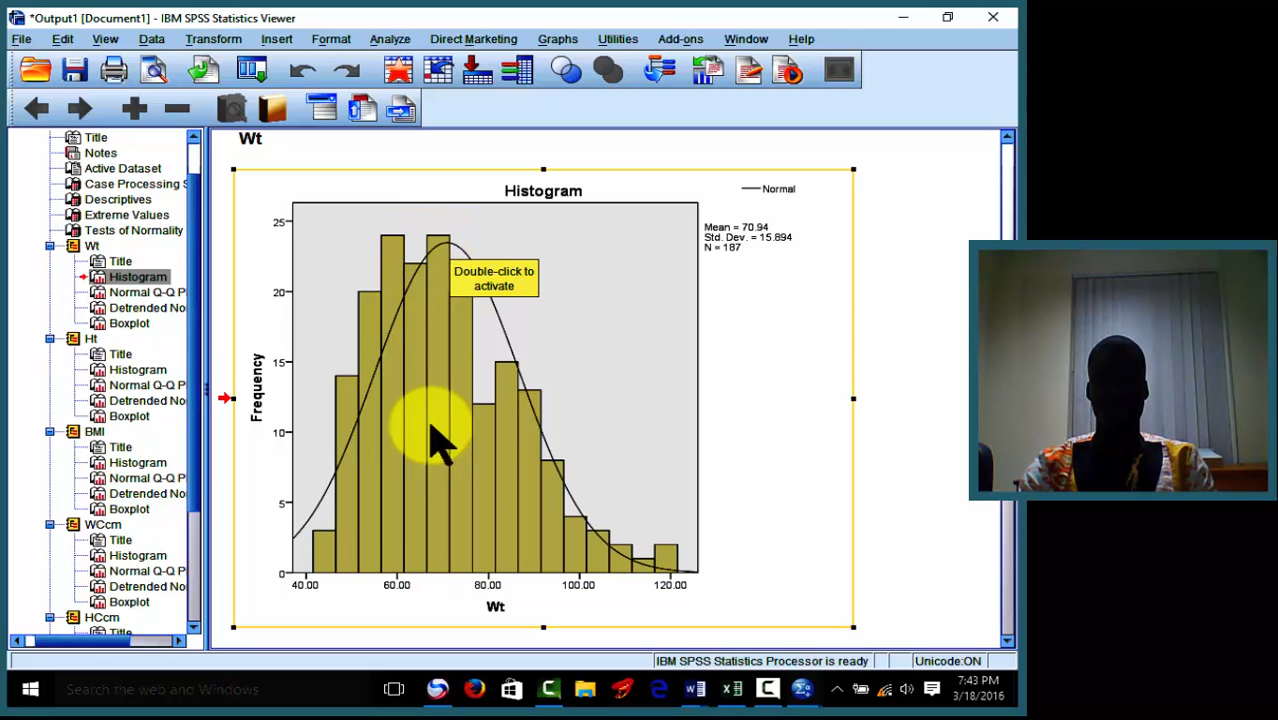 *Output1 [Document1] - IBM SPSS Statistics Viewer
File Edit View Data Transform Insert Format Analyze Direct Marketing Graphs Utilities Add-ons Window Help
Title
Notes
Active Dataset
Case Processing S
Descriptives
Extreme Values
Tests of Normality
Wt
Title
Histogram
Normal Q-Q P
Detrended No
Boxplot
Ht
Title
Histogram
Normal Q-Q P
Detrended No
Boxplot
BMI
Title
Histogram
Normal Q-Q P
Detrended No
Boxplot
WCcm
Title
Histogram
Normal Q-Q P
Detrended No
Boxplot
HCcm
Title
Wt
Histogram
Normal
Mean = 70.94
Std. Dev. = 15.894
N = 187
Double-click to
activate
Frequency
25
20
15
10
5
0
40.00 60.00 80.00 100.00 120.00
Wt
IBM SPSS Statistics Processor is ready Unicode:ON
Search the web and Windows
7:43 PM
3/18/2016